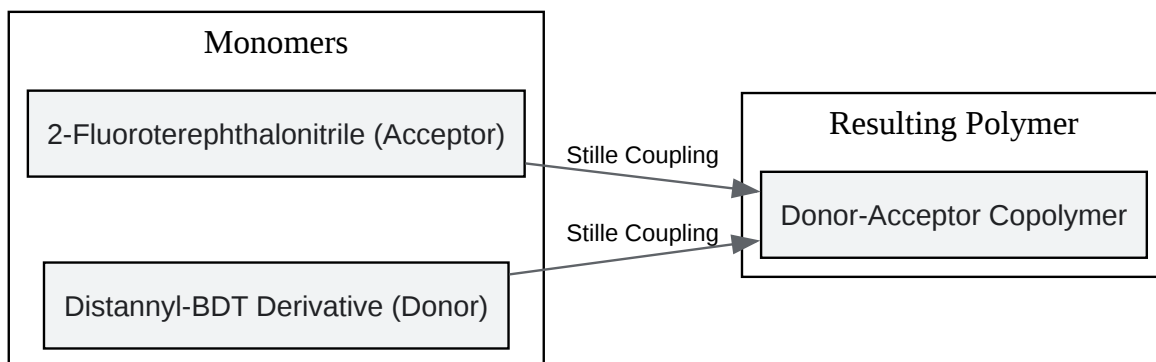 Monomers
2-Fluoroterephthalonitrile (Acceptor)
Stille Coupling
Resulting Polymer
Donor-Acceptor Copolymer
Stille Coupling
Distannyl-BDT Derivative (Donor)